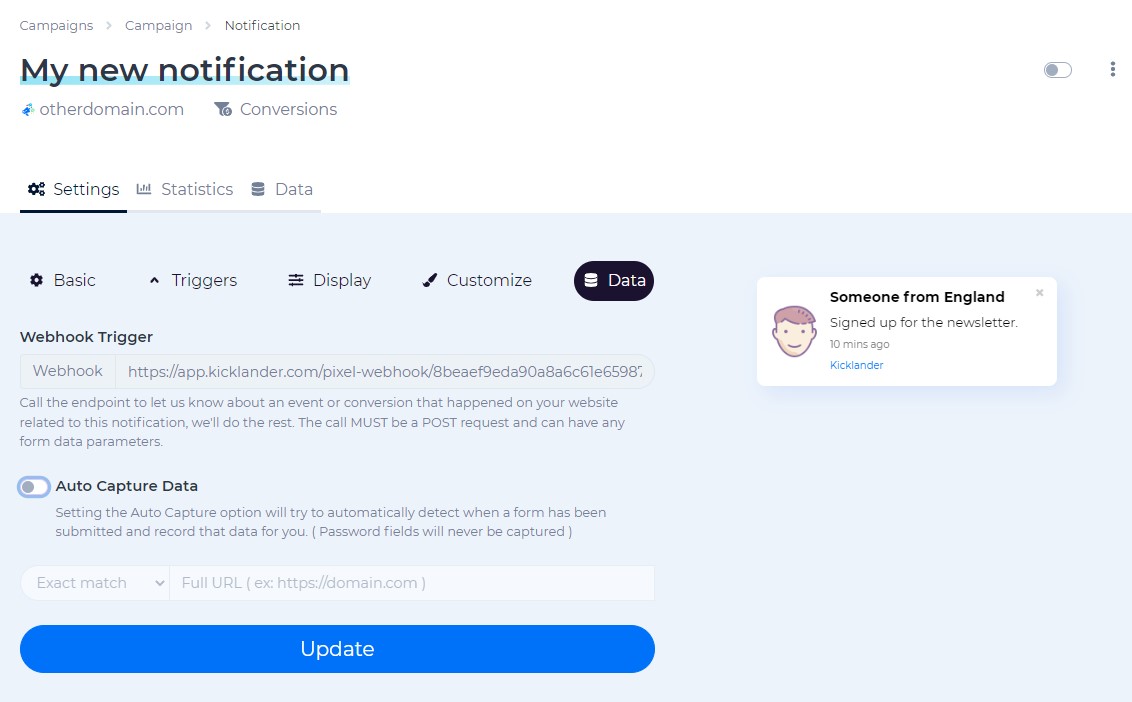 Campaigns > Campaign > Notification
My new notification
otherdomain.com Conversions
Settings Statistics Data
Basic Triggers Display Customize Data
Webhook Trigger
Webhook https://app.kicklander.com/pixel-webhook/8beaef9eda90a8a6c61e65987
Call the endpoint to let us know about an event or conversion that happened on your website
related to this notification, we'll do the rest. The call MUST be a POST request and can have any
form data parameters.
Auto Capture Data
Setting the Auto Capture option will try to automatically detect when a form has been
submitted and record that data for you. ( Password fields will never be captured )
Exact match Full URL ( ex: https://domain.com )
Update
Someone from England ×
Signed up for the newsletter.
10 mins ago
Kicklander